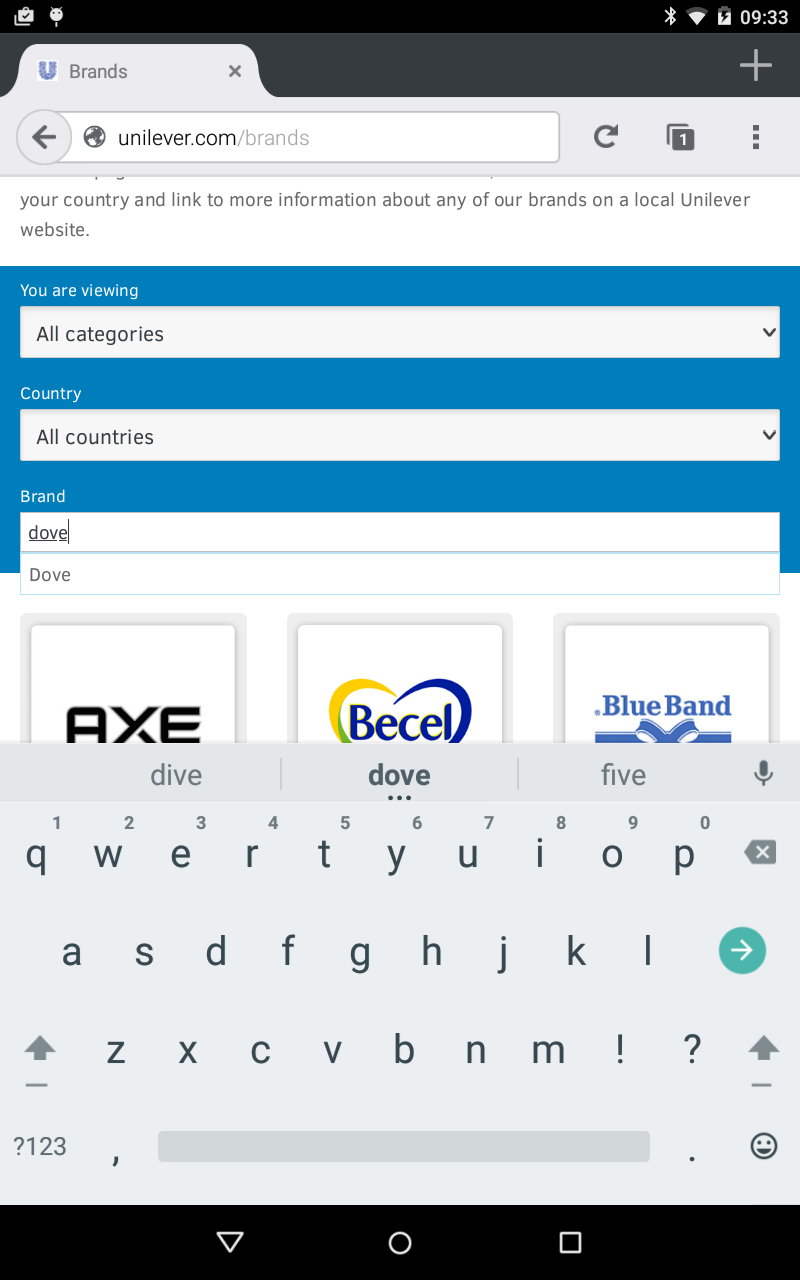 09:33
Brands
unilever.com/brands
1
your country and link to more information about any of our brands on a local Unilever
website.
You are viewing
All categories
Country
All countries
Brand
dove
Dove
AXE
Becel
Blue Band
dive dove five
1 2 3 4 5 6 7 8 9 0
q w e r t y u i o p
a s d f g h j k l
z x c v b n m ! ?
?123 , .